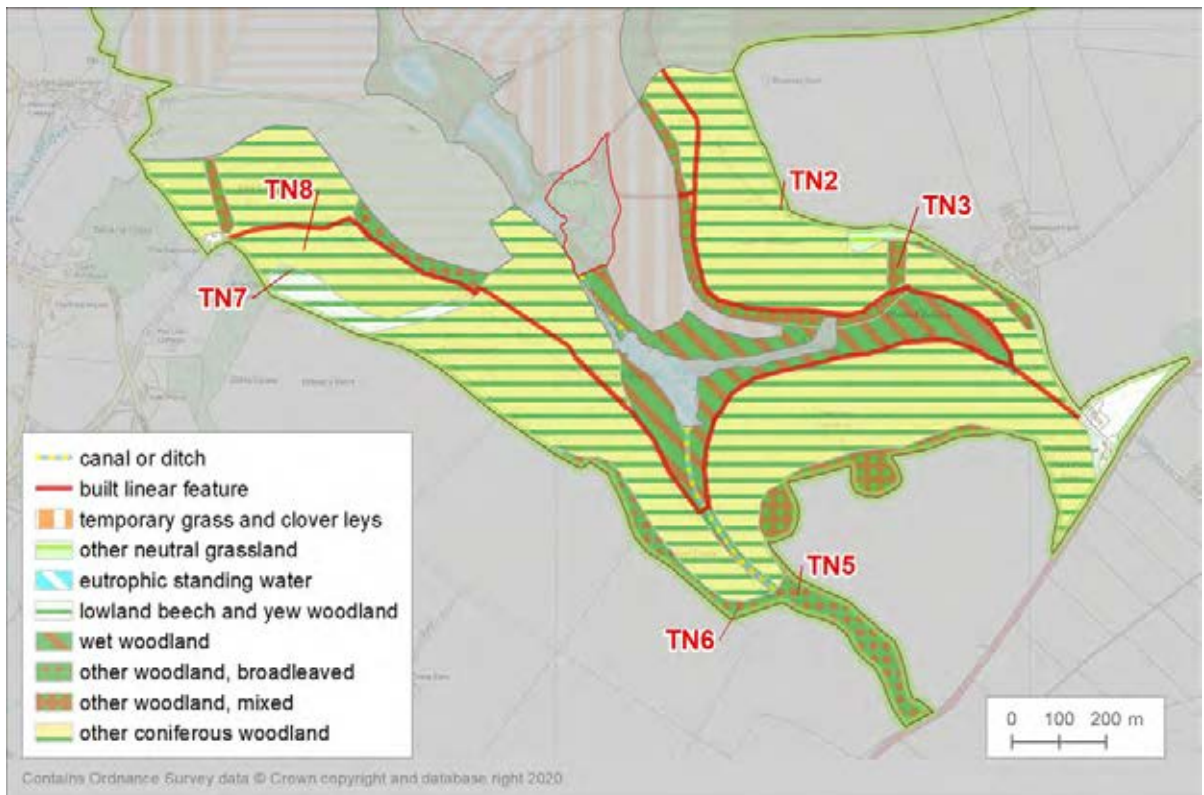 TN8
TN2
TN3
TN7
TN5
TN6
canal or ditch
built linear feature
temporary grass and clover leys
other neutral grassland
eutrophic standing water
lowland beech and yew woodland
wet woodland
other woodland, broadleaved
other woodland, mixed
other coniferous woodland
0 100 200 m
Contains Ordnance Survey data © Crown copyright and database right 2020